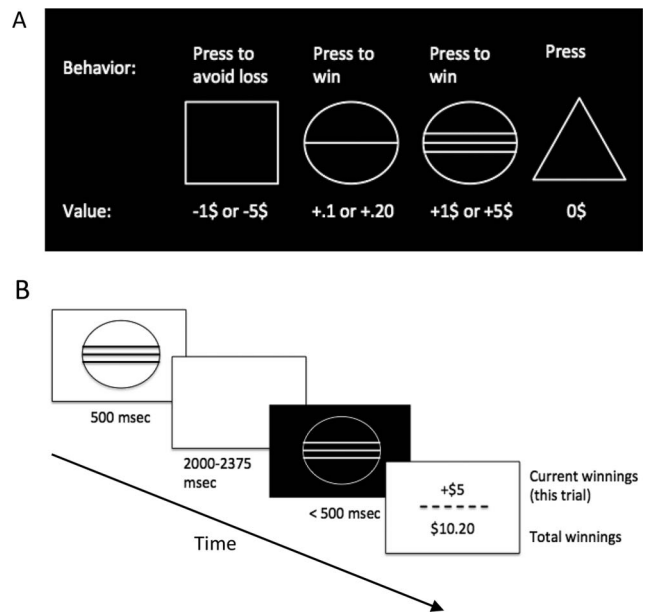 A
Behavior:
Press to
avoid loss
Press to
win
Press to
win
Press
Value:
-1$ or -5$
+.1 or +.20
+1$ or +5$
0$
B
500 msec
2000-2375
msec
< 500 msec
+$5
$10.20
Current winnings
(this trial)
Total winnings
Time